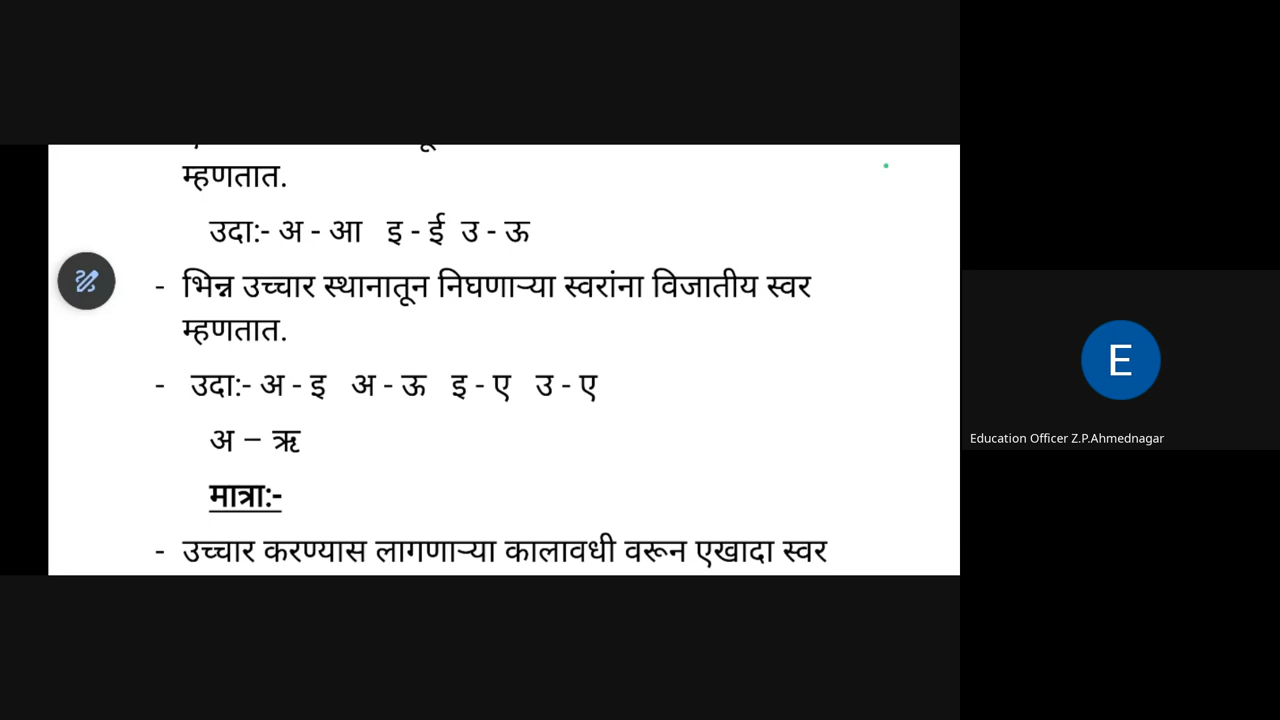 म्हणतात.
उदा:- अ - आ इ - ई उ - ऊ
- भिन्न उच्चार स्थानातून निघणाऱ्या स्वरांना विजातीय स्वर
म्हणतात.
- उदा:- अ - इ अ - ऊ इ - ए उ - ए
अ – ऋ
मात्रा:-
- उच्चार करण्यास लागणाऱ्या कालावधी वरून एखादा स्वर
E
Education Officer Z.P.Ahmednagar